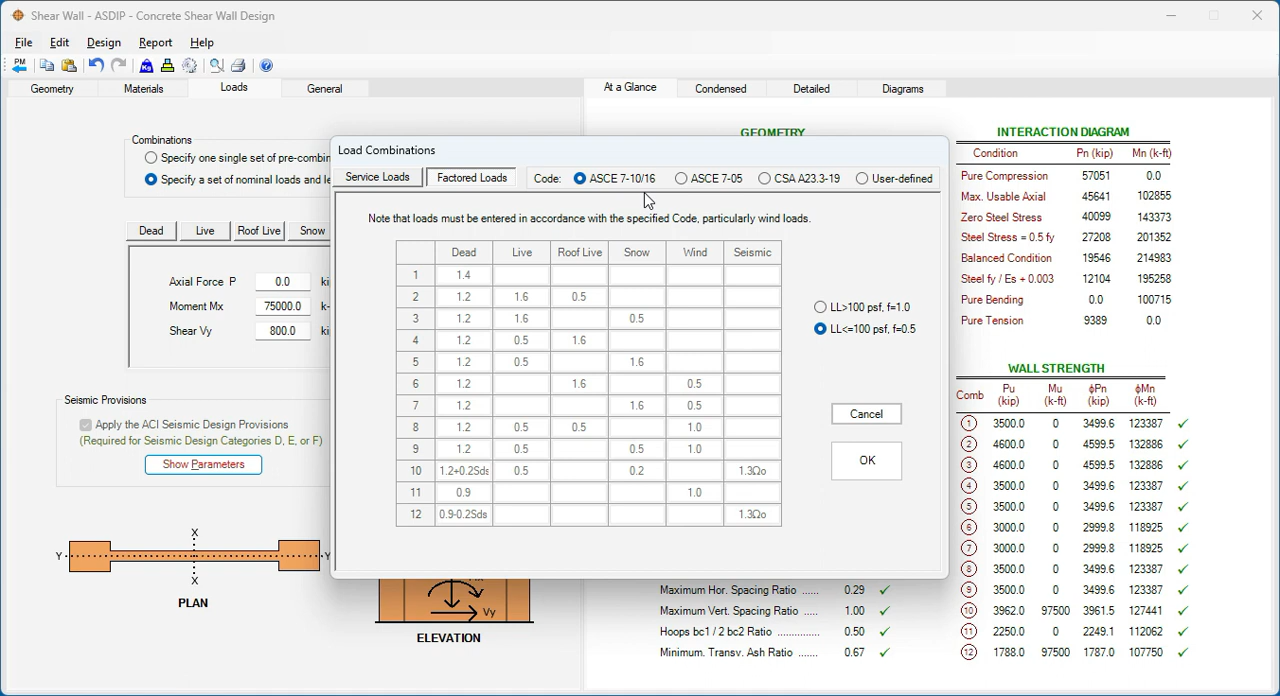 Shear Wall - ASDIP - Concrete Shear Wall Design
File Edit Design Report Help
PM
Geometry Materials Loads General
At a Glance Condensed Detailed Diagrams
Combinations
Specify one single set of pre-combin
Specify a set of nominal loads and le
Dead Live Roof Live Snow
Axial Force P 0.0 ki
Moment Mx 75000.0 k-
Shear Vy 800.0 ki
Seismic Provisions
Apply the ACI Seismic Design Provisions
(Required for Seismic Design Categories D, E, or F)
Show Parameters
X
Y Y
X
PLAN
Vy
ELEVATION
Load Combinations
Service Loads Factored Loads Code: ASCE 7-10/16 ASCE 7-05 CSA A23.3-19 User-defined
Note that loads must be entered in accordance with the specified Code, particularly wind loads.
Dead Live Roof Live Snow Wind Seismic
1 1.4
2 1.2 1.6 0.5
3 1.2 1.6 0.5
4 1.2 0.5 1.6
5 1.2 0.5 1.6
6 1.2 1.6 0.5
7 1.2 1.6 0.5
8 1.2 0.5 0.5 1.0
9 1.2 0.5 0.5 1.0
10 1.2+0.2Sds 0.5 0.2 1.3Ωo
11 0.9 1.0
12 0.9-0.2Sds 1.3Ωo
LL>100 psf, f=1.0
LL<=100 psf, f=0.5
Cancel
OK
GEOMETRY
Maximum Hor. Spacing Ratio ...... 0.29
Maximum Vert. Spacing Ratio ..... 1.00
Hoops bc1 / 2 bc2 Ratio .............. 0.50
Minimum. Transv. Ash Ratio ...... 0.67
INTERACTION DIAGRAM
Condition Pn (kip) Mn (k-ft)
Pure Compression 57051 0.0
Max. Usable Axial 45641 102855
Zero Steel Stress 40099 143373
Steel Stress = 0.5 fy 27208 201352
Balanced Condition 19546 214983
Steel fy / Es + 0.003 12104 195258
Pure Bending 0.0 100715
Pure Tension 9389 0.0
WALL STRENGTH
Comb Pu (kip) Mu (k-ft) ϕPn (kip) ϕMn (k-ft)
1 3500.0 0 3499.6 123387
2 4600.0 0 4599.5 132886
3 4600.0 0 4599.5 132886
4 3500.0 0 3499.6 123387
5 3500.0 0 3499.6 123387
6 3000.0 0 2999.8 118925
7 3000.0 0 2999.8 118925
8 3500.0 0 3499.6 123387
9 3500.0 0 3499.6 123387
10 3962.0 97500 3961.5 127441
11 2250.0 0 2249.1 112062
12 1788.0 97500 1787.0 107750